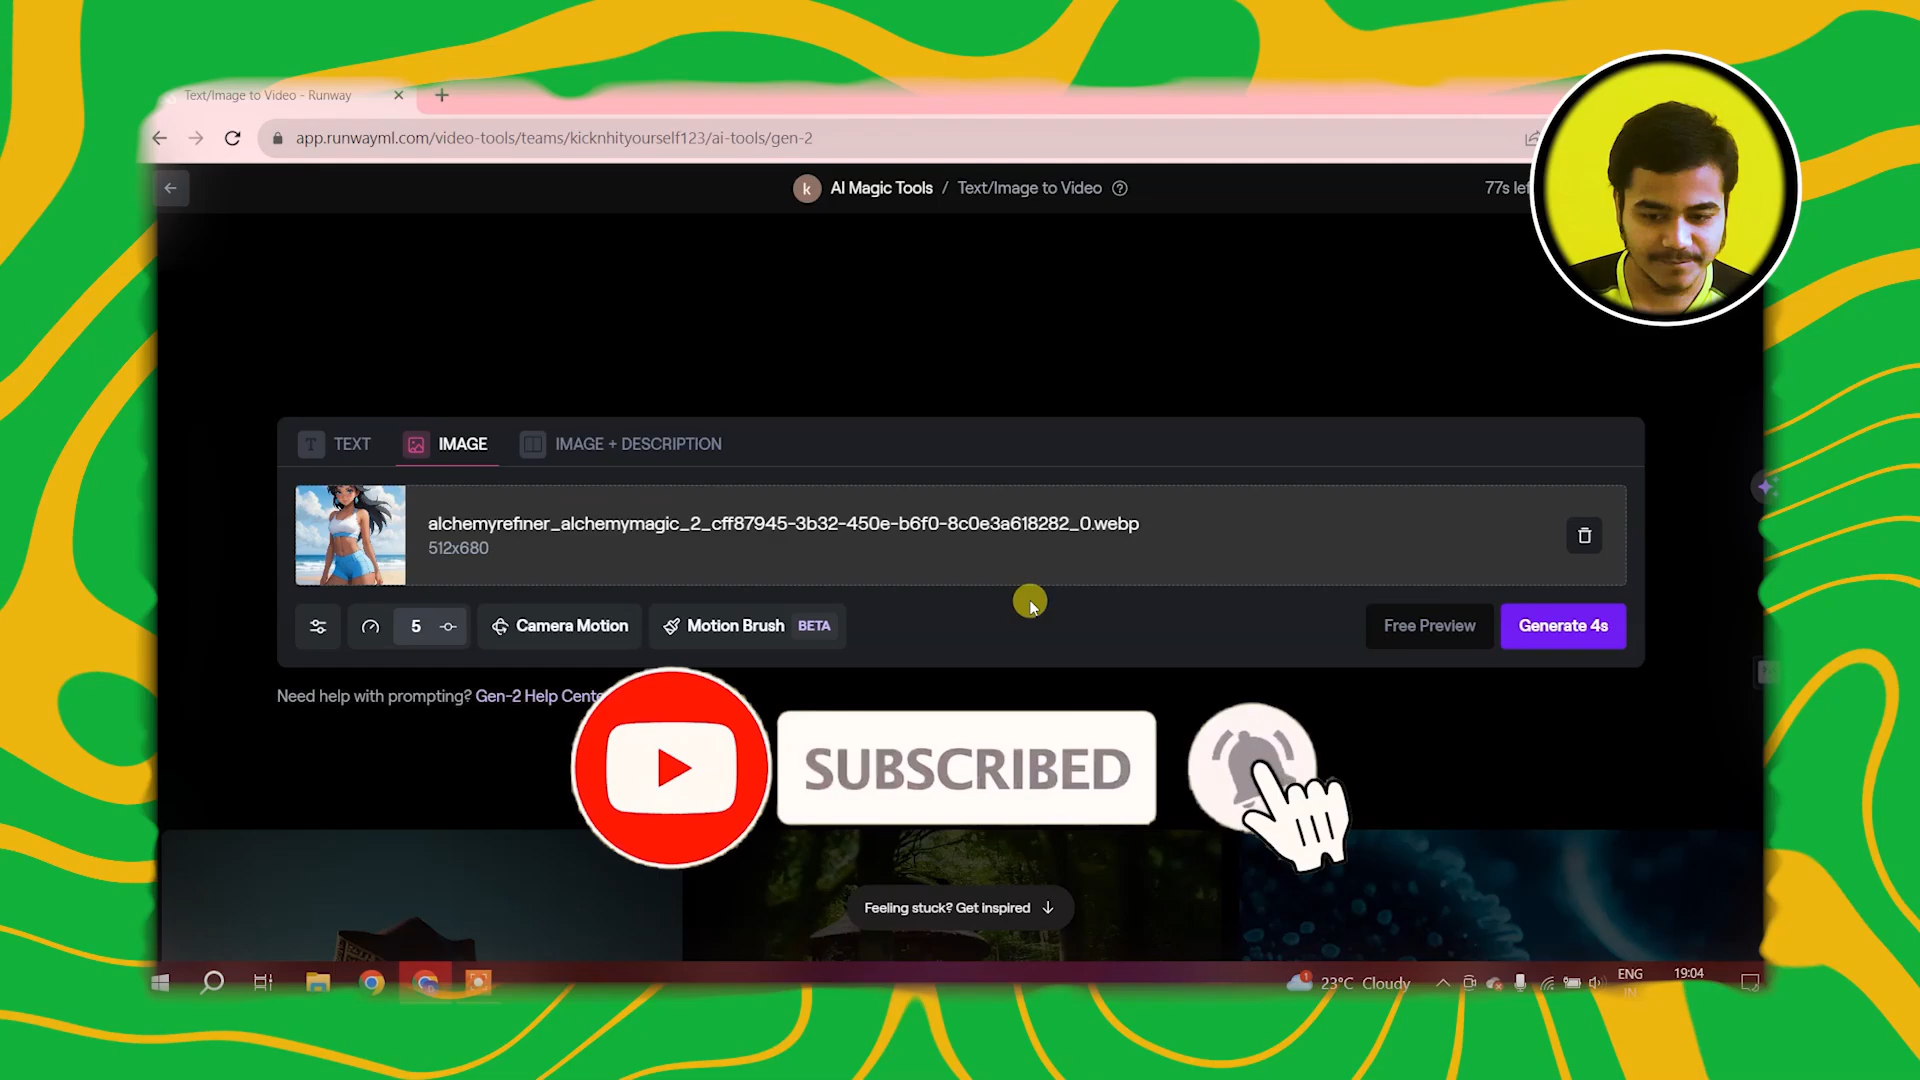 Text/Image to Video - Runway
app.runwayml.com/video-tools/teams/kicknhityourself123/ai-tools/gen-2
k AI Magic Tools / Text/Image to Video
77s left
T TEXT IMAGE IMAGE + DESCRIPTION
alchemyrefiner_alchemymagic_2_cff87945-3b32-450e-b6f0-8c0e3a618282_0.webp
512x680
5 Camera Motion Motion Brush BETA Free Preview Generate 4s
Need help with prompting? Gen-2 Help Cente
SUBSCRIBED
Feeling stuck? Get inspired
1 23°C Cloudy ENG 19:04
IN